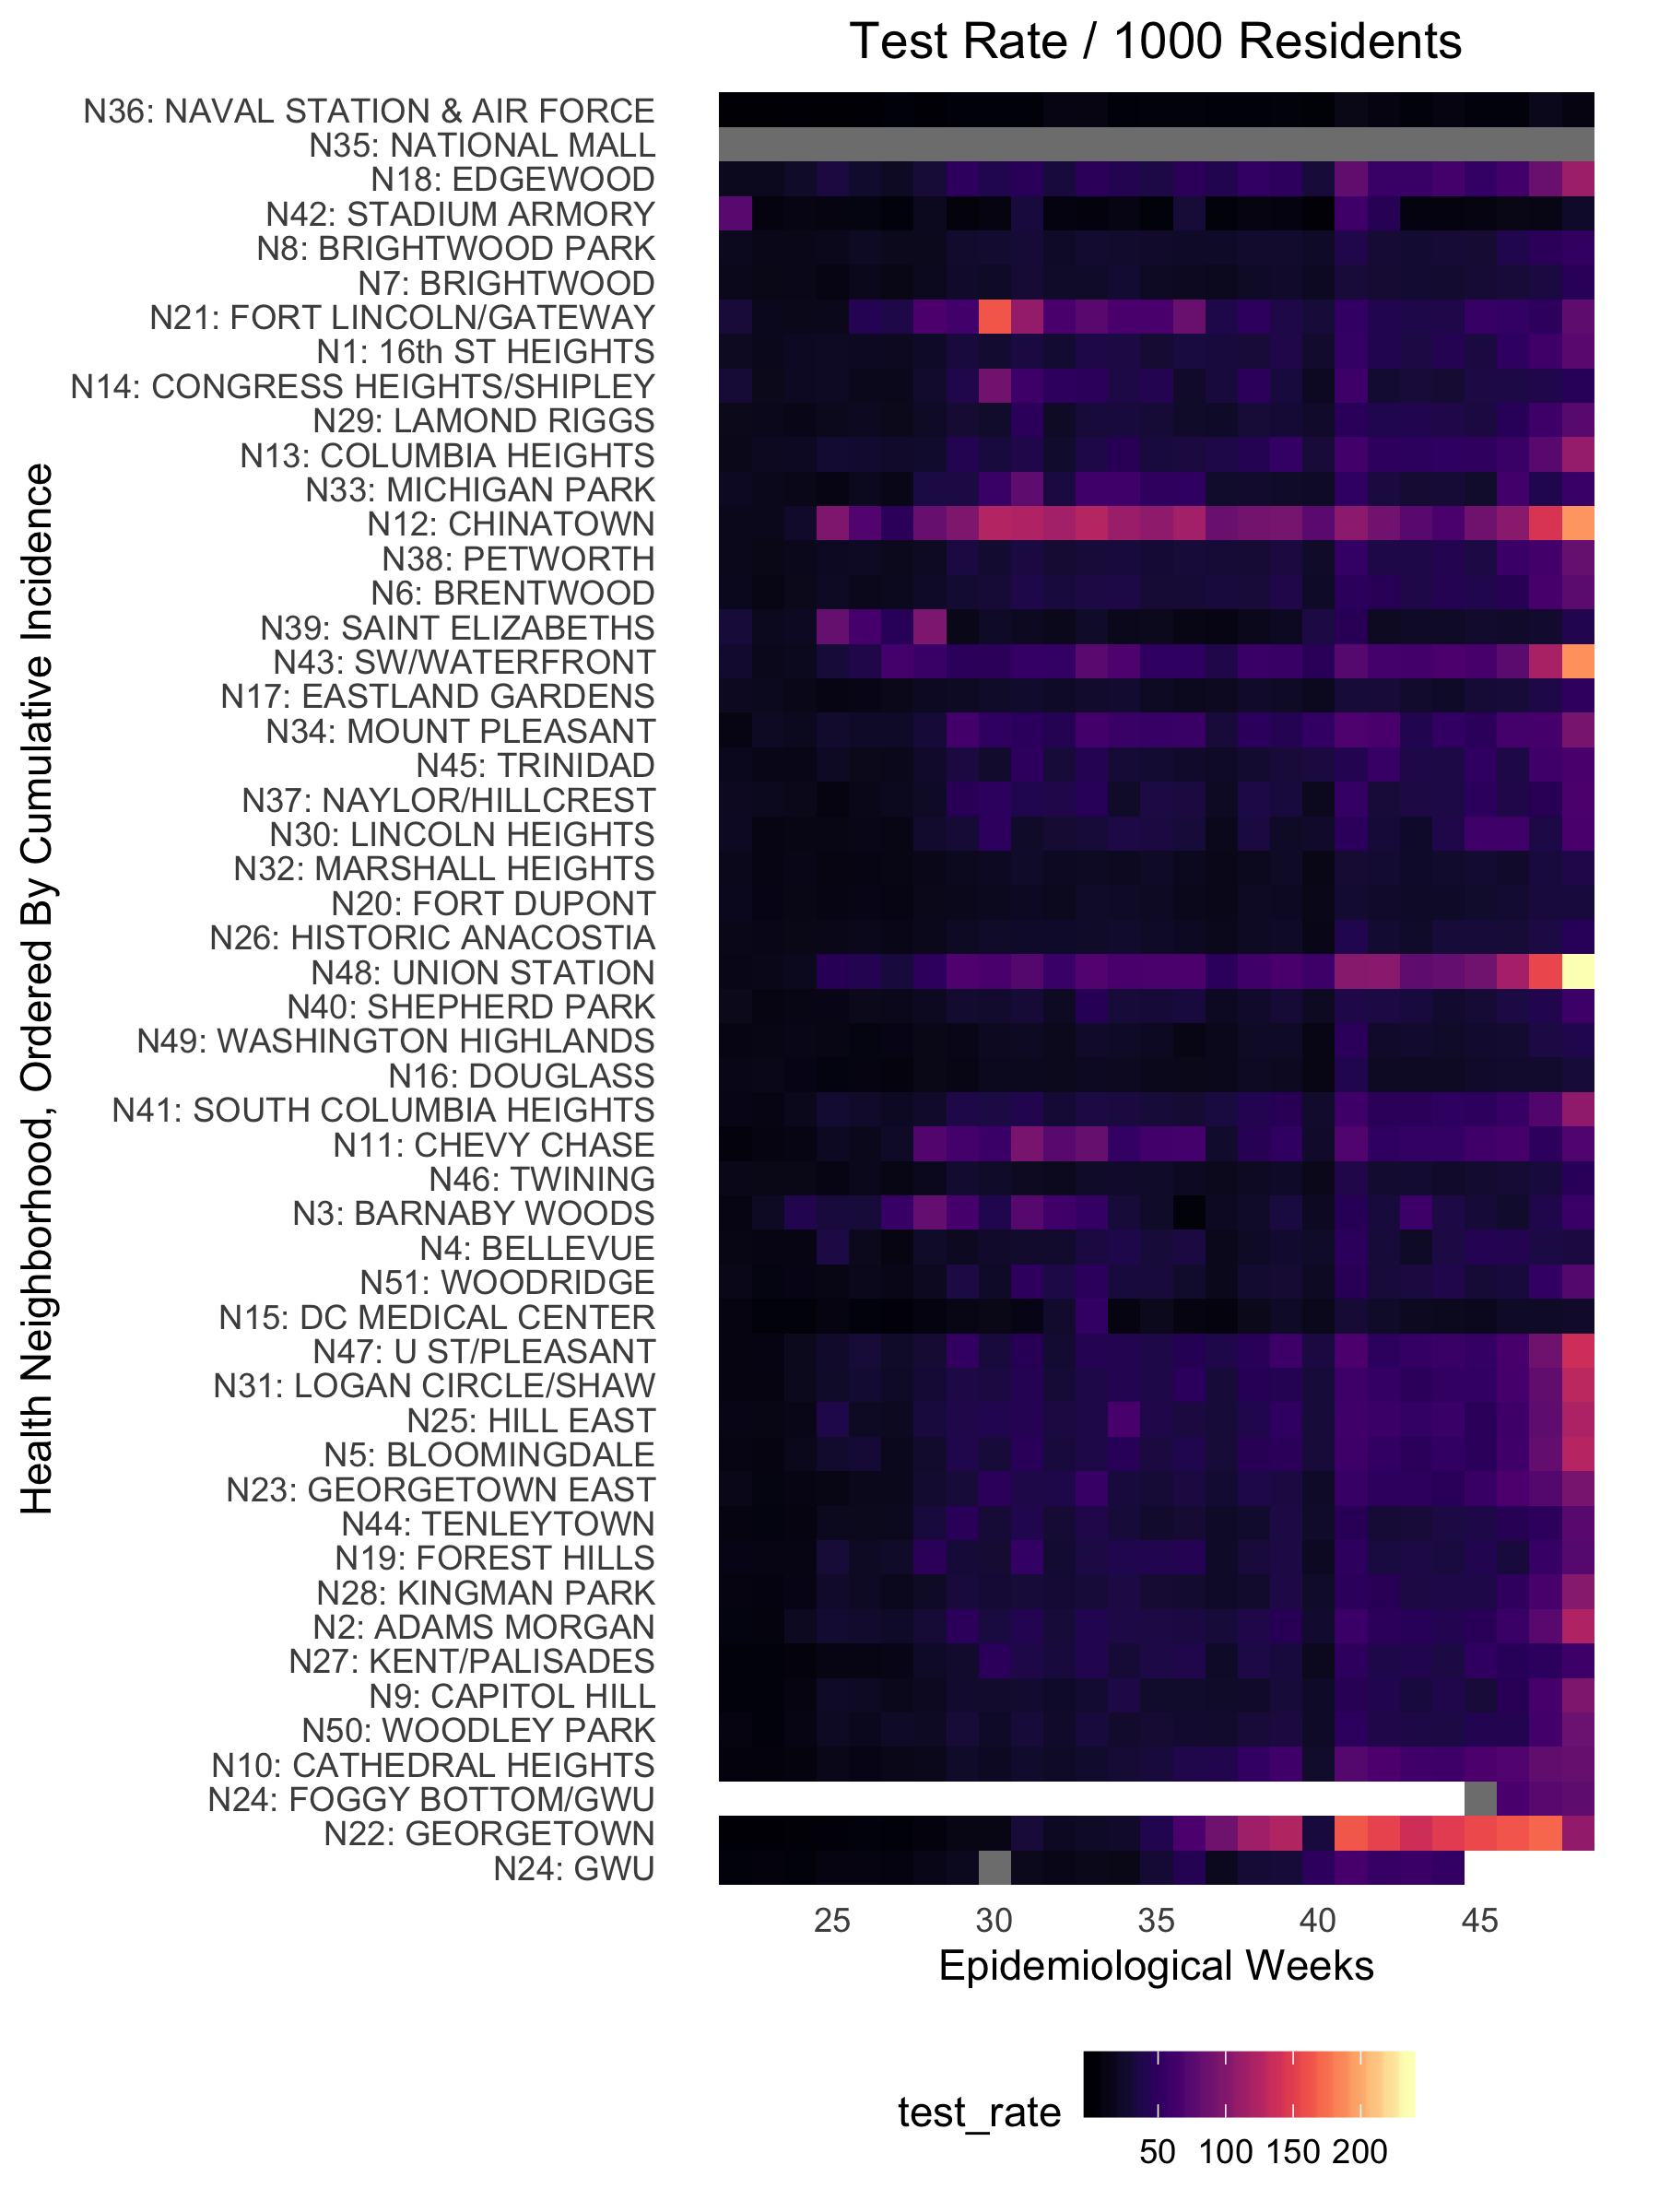 Test Rate / 1000 Residents
Health Neighborhood, Ordered By Cumulative Incidence
N36: NAVAL STATION & AIR FORCE
N35: NATIONAL MALL
N18: EDGEWOOD
N42: STADIUM ARMORY
N8: BRIGHTWOOD PARK
N7: BRIGHTWOOD
N21: FORT LINCOLN/GATEWAY
N1: 16th ST HEIGHTS
N14: CONGRESS HEIGHTS/SHIPLEY
N29: LAMOND RIGGS
N13: COLUMBIA HEIGHTS
N33: MICHIGAN PARK
N12: CHINATOWN
N38: PETWORTH
N6: BRENTWOOD
N39: SAINT ELIZABETHS
N43: SW/WATERFRONT
N17: EASTLAND GARDENS
N34: MOUNT PLEASANT
N45: TRINIDAD
N37: NAYLOR/HILLCREST
N30: LINCOLN HEIGHTS
N32: MARSHALL HEIGHTS
N20: FORT DUPONT
N26: HISTORIC ANACOSTIA
N48: UNION STATION
N40: SHEPHERD PARK
N49: WASHINGTON HIGHLANDS
N16: DOUGLASS
N41: SOUTH COLUMBIA HEIGHTS
N11: CHEVY CHASE
N46: TWINING
N3: BARNABY WOODS
N4: BELLEVUE
N51: WOODRIDGE
N15: DC MEDICAL CENTER
N47: U ST/PLEASANT
N31: LOGAN CIRCLE/SHAW
N25: HILL EAST
N5: BLOOMINGDALE
N23: GEORGETOWN EAST
N44: TENLEYTOWN
N19: FOREST HILLS
N28: KINGMAN PARK
N2: ADAMS MORGAN
N27: KENT/PALISADES
N9: CAPITOL HILL
N50: WOODLEY PARK
N10: CATHEDRAL HEIGHTS
N24: FOGGY BOTTOM/GWU
N22: GEORGETOWN
N24: GWU
25 30 35 40 45
Epidemiological Weeks
test_rate
50 100 150 200